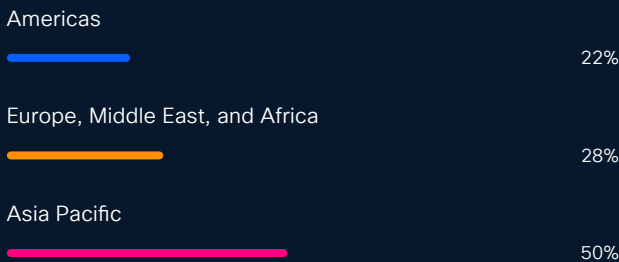 Americas
22%
Europe, Middle East, and Africa
28%
Asia Pacific
50%